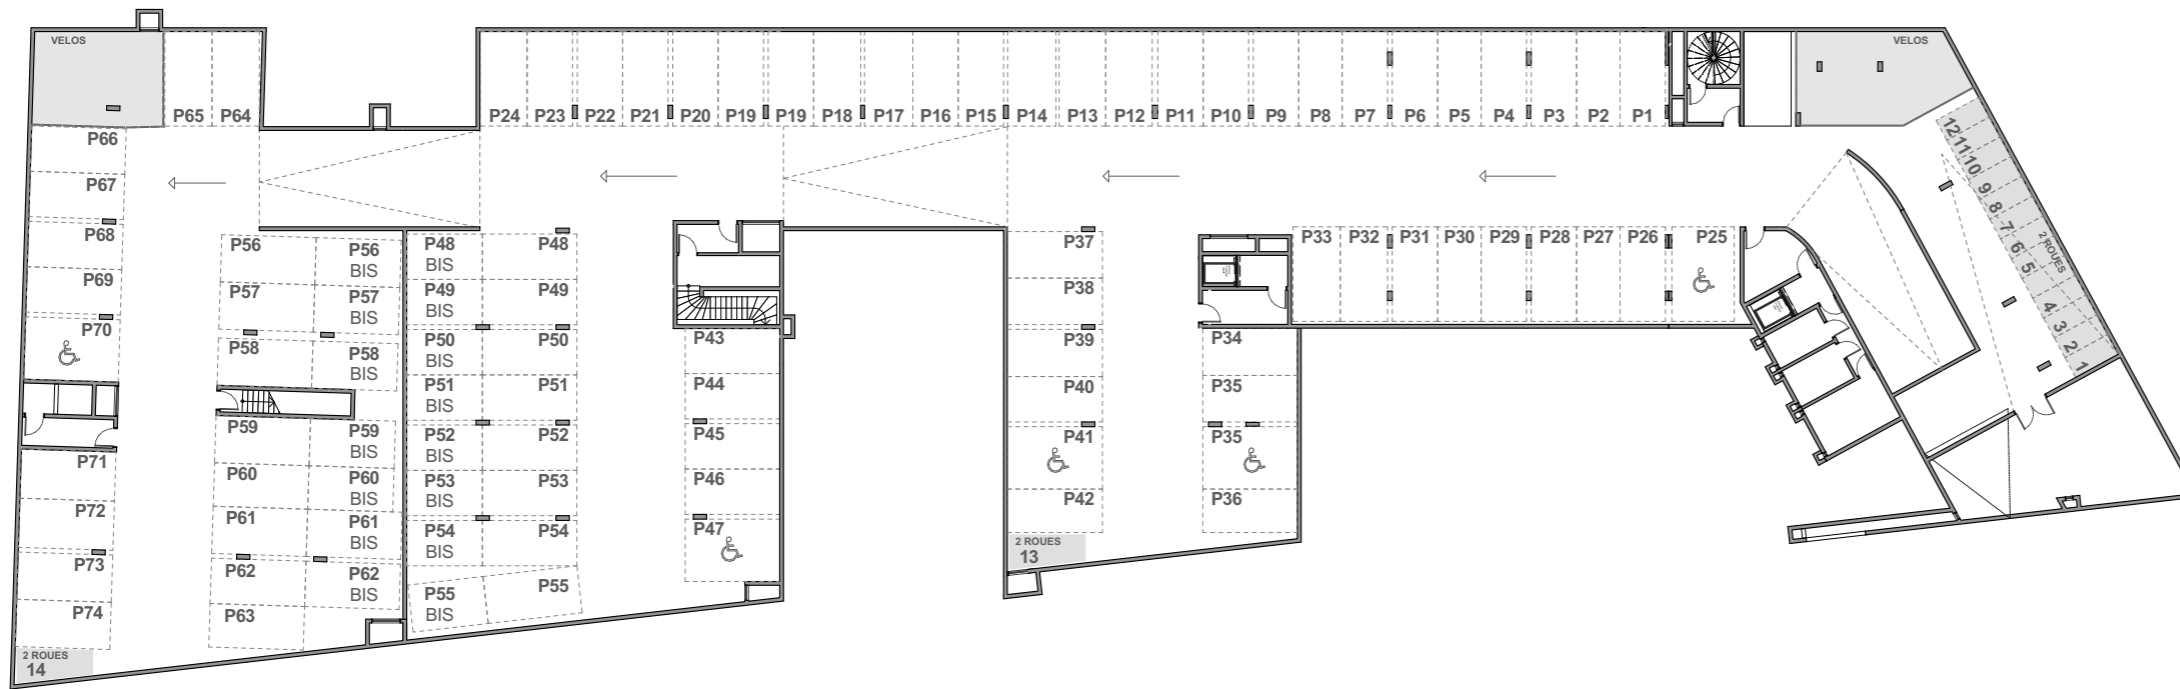 VELOS
VELOS
P65 P64
P24 P23 P22 P21 P20 P19 P19 P18 P17 P16 P15 P14 P13 P12 P11 P10 P9 P8 P7 P6 P5 P4 P3 P2 P1
12
11
10
9
8
7
6
5
4
3
2
1
2 ROUES
P66
P67
P68
P69
P70
P56
P56
BIS
P57
P57
BIS
P58
P58
BIS
P48
BIS
P48
P49
BIS
P49
P50
BIS
P50
P51
BIS
P51
P52
BIS
P52
P53
BIS
P53
P54
BIS
P54
P55
BIS
P55
P43
P44
P45
P46
P47
P37
P38
P39
P40
P41
P42
2 ROUES
13
P33 P32 P31 P30 P29 P28 P27 P26 P25
P34
P35
P35
P36
P59
P59
BIS
P60
P60
BIS
P61
P61
BIS
P62
P62
BIS
P63
P71
P72
P73
P74
2 ROUES
14